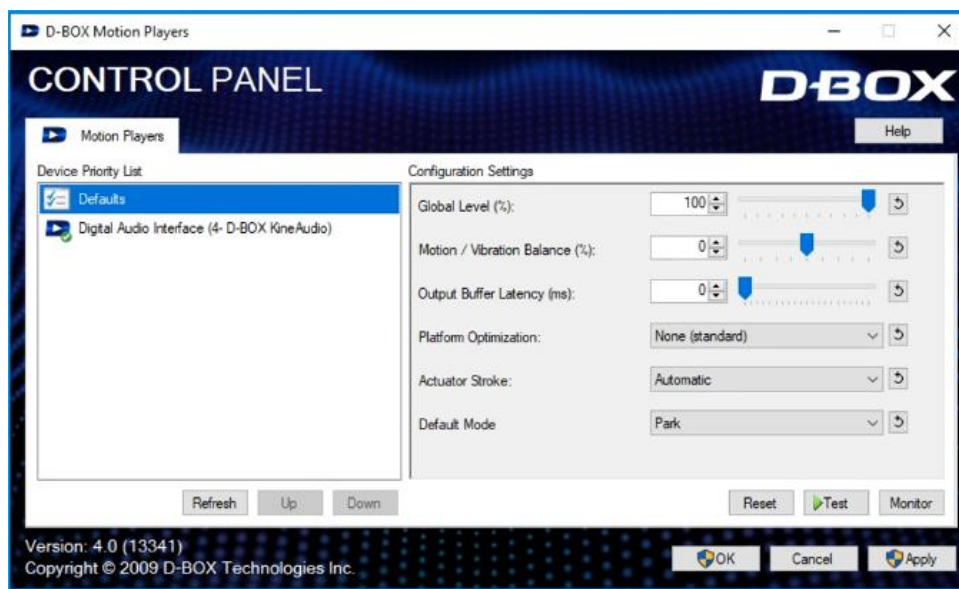 D-BOX Motion Players
CONTROL PANEL
D-BOX
Motion Players
Help
Device Priority List
Defaults
Digital Audio Interface (4- D-BOX KineAudio)
Configuration Settings
Global Level (%): 100
Motion / Vibration Balance (%): 0
Output Buffer Latency (ms): 0
Platform Optimization: None (standard)
Actuator Stroke: Automatic
Default Mode Park
Refresh Up Down
Reset Test Monitor
Version: 4.0 (13341)
Copyright © 2009 D-BOX Technologies Inc.
OK Cancel Apply